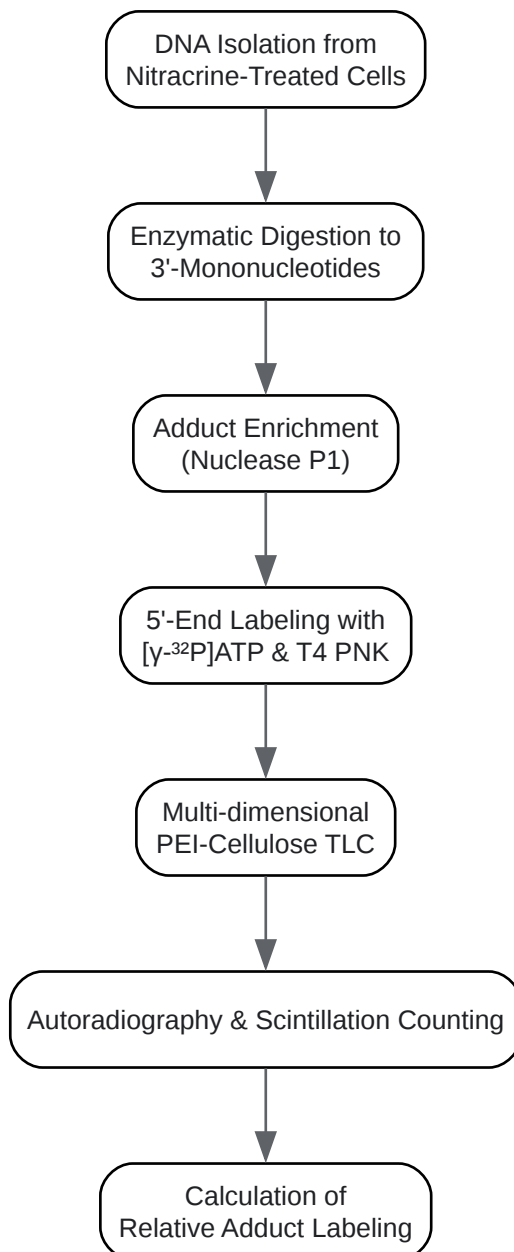 DNA Isolation from
Nitracrine-Treated Cells
Enzymatic Digestion to
3'-Mononucleotides
Adduct Enrichment
(Nuclease P1)
5'-End Labeling with
[γ-³²P]ATP & T4 PNK
Multi-dimensional
PEI-Cellulose TLC
Autoradiography & Scintillation Counting
Calculation of
Relative Adduct Labeling